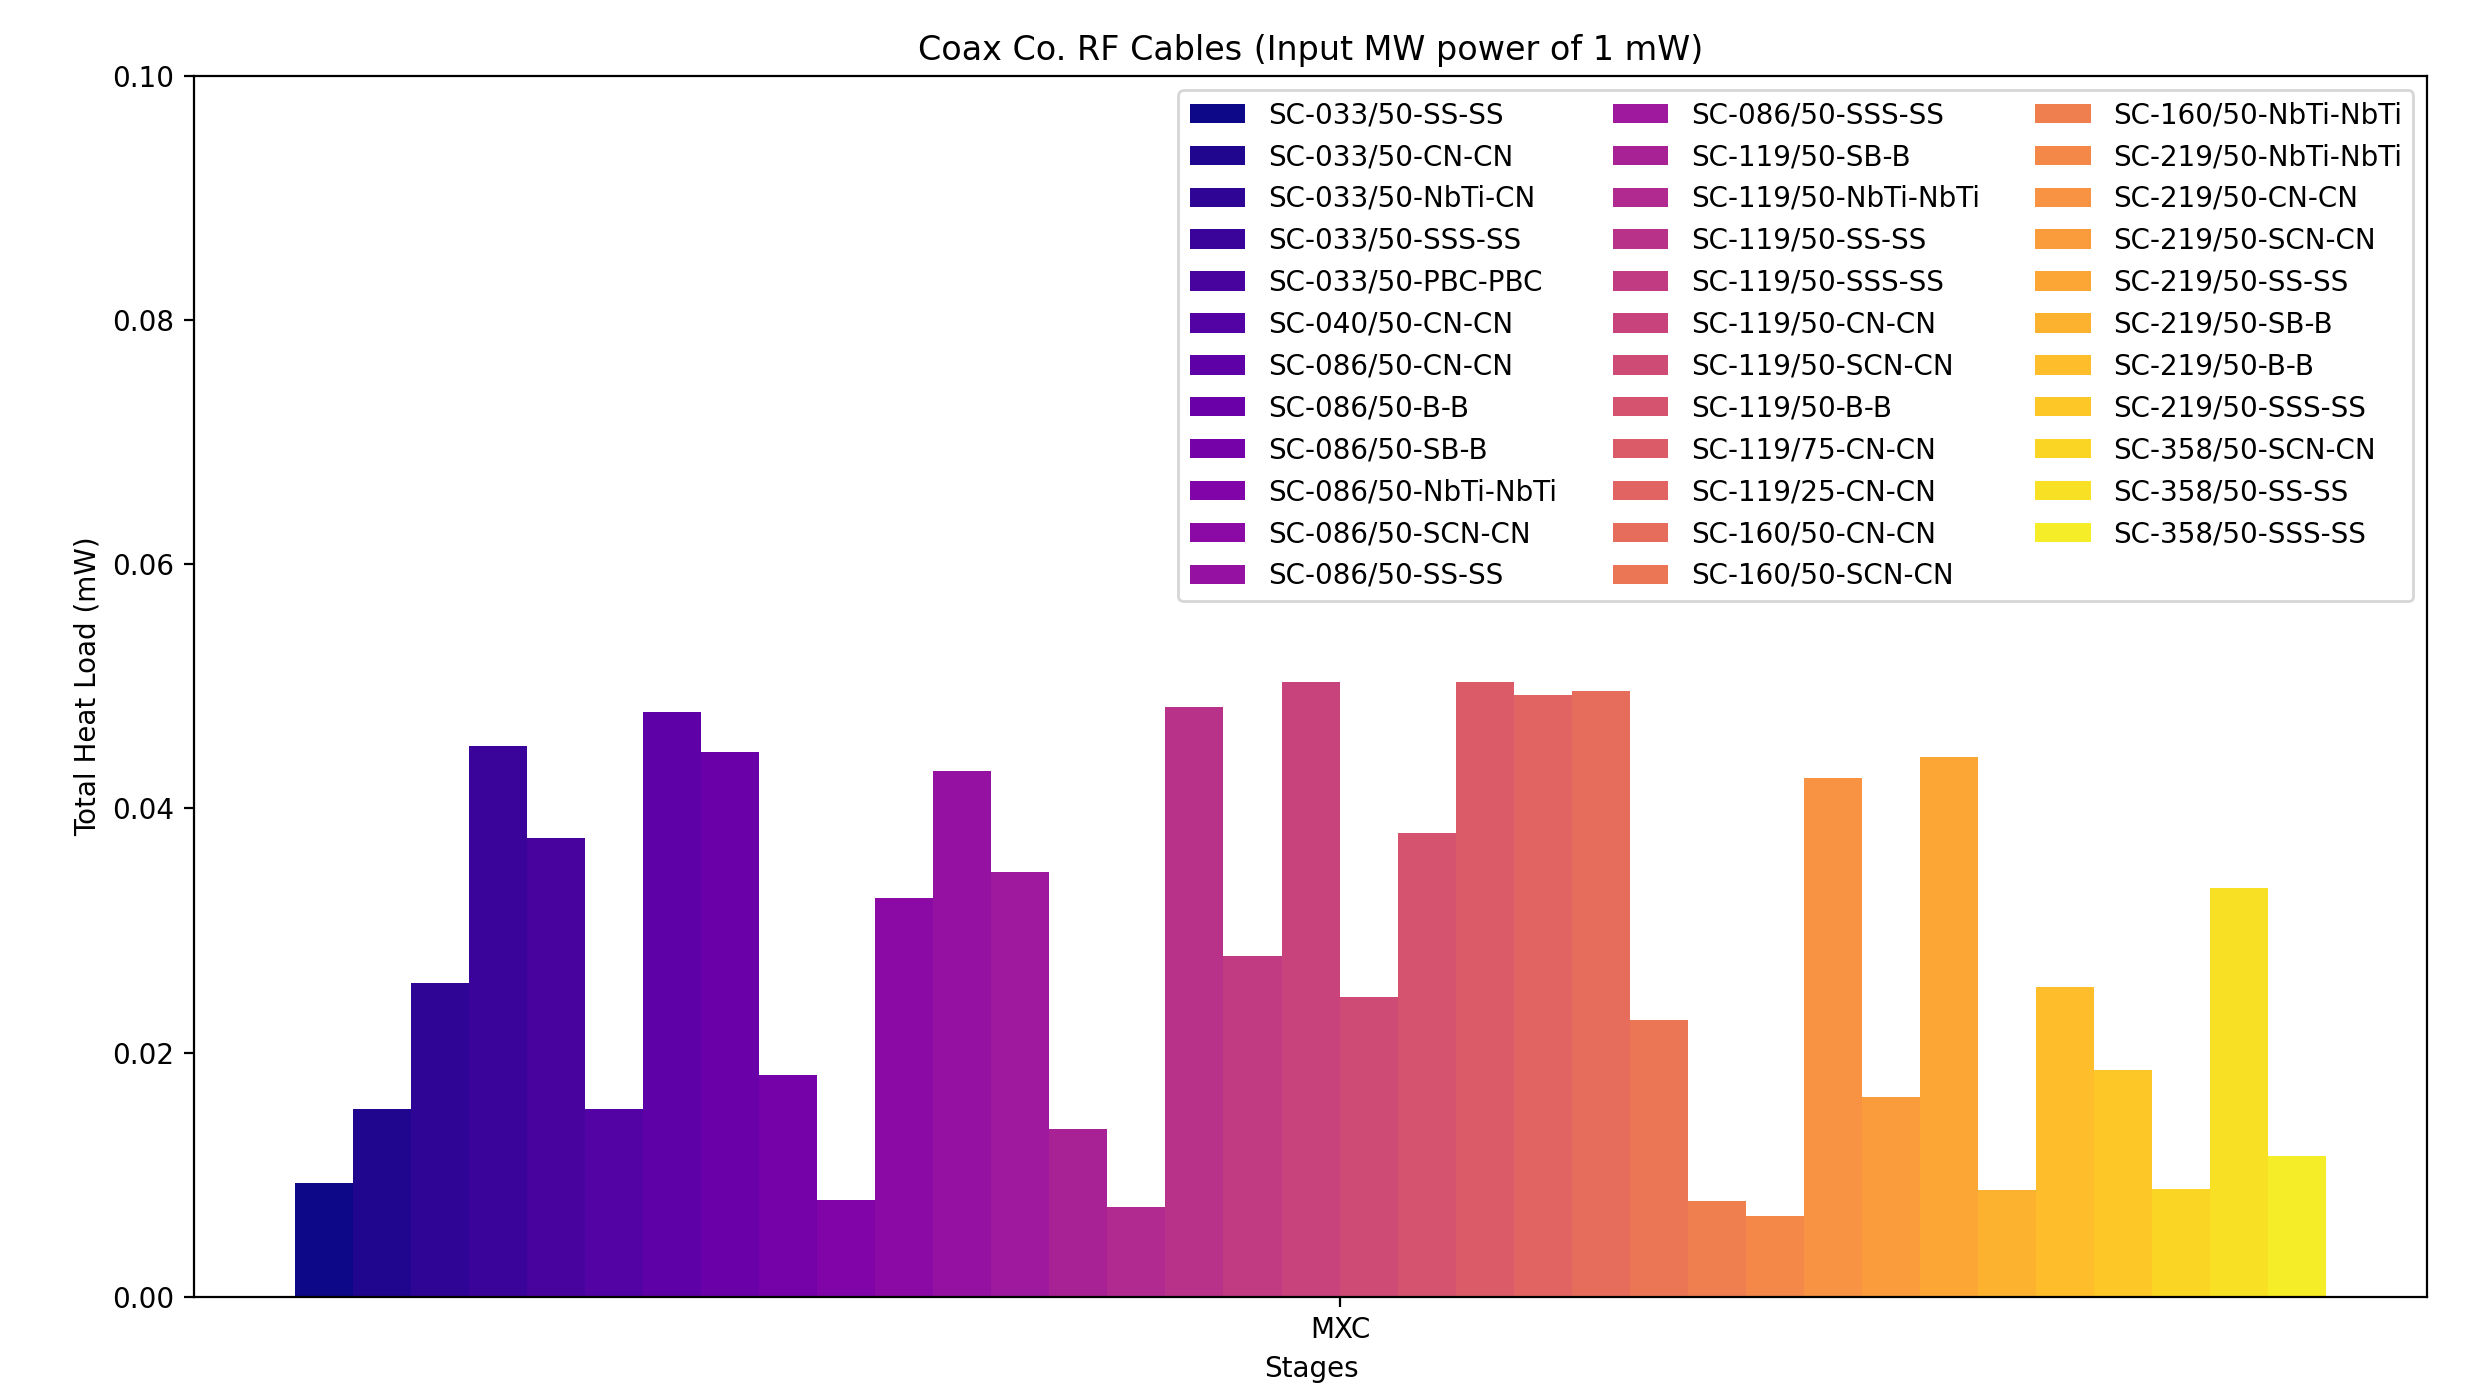 Coax Co. RF Cables (Input MW power of 1 mW)
0.10
0.08
0.06
0.04
0.02
0.00
Total Heat Load (mW)
SC-033/50-SS-SS
SC-033/50-CN-CN
SC-033/50-NbTi-CN
SC-033/50-SSS-SS
SC-033/50-PBC-PBC
SC-040/50-CN-CN
SC-086/50-CN-CN
SC-086/50-B-B
SC-086/50-SB-B
SC-086/50-NbTi-NbTi
SC-086/50-SCN-CN
SC-086/50-SS-SS
SC-086/50-SSS-SS
SC-119/50-SB-B
SC-119/50-NbTi-NbTi
SC-119/50-SS-SS
SC-119/50-SSS-SS
SC-119/50-CN-CN
SC-119/50-SCN-CN
SC-119/50-B-B
SC-119/75-CN-CN
SC-119/25-CN-CN
SC-160/50-CN-CN
SC-160/50-SCN-CN
SC-160/50-NbTi-NbTi
SC-219/50-NbTi-NbTi
SC-219/50-CN-CN
SC-219/50-SCN-CN
SC-219/50-SS-SS
SC-219/50-SB-B
SC-219/50-B-B
SC-219/50-SSS-SS
SC-358/50-SCN-CN
SC-358/50-SS-SS
SC-358/50-SSS-SS
MXC
Stages